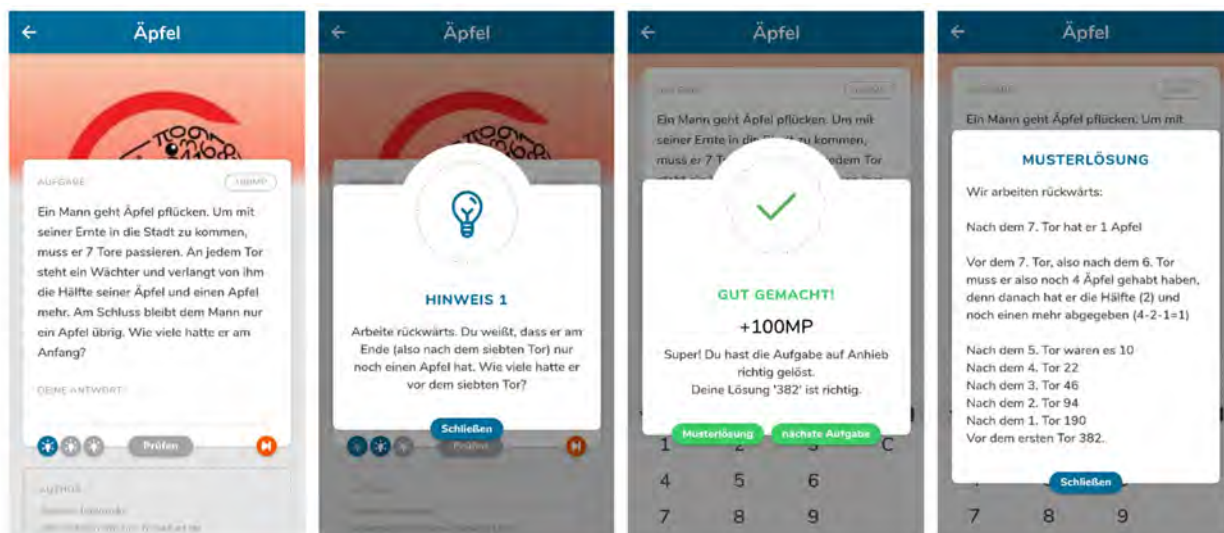 Äpfel
AUFGABE
100MP
Ein Mann geht Äpfel pflücken. Um mit
seiner Ernte in die Stadt zu kommen,
muss er 7 Tore passieren. An jedem Tor
steht ein Wächter und verlangt von ihm
die Hälfte seiner Äpfel und einen Apfel
mehr. Am Schluss bleibt dem Mann nur
ein Apfel übrig. Wie viele hatte er am
Anfang?
DEINE ANTWORT
Prüfen
AUTHOR
Äpfel
HINWEIS 1
Arbeite rückwärts. Du weißt, dass er am
Ende (also nach dem siebten Tor) nur
noch einen Apfel hat. Wie viele hatte er
vor dem siebten Tor?
Schließen
Prüfen
Äpfel
Ein Mann geht Äpfel pflücken. Um mit
seiner Ernte in die Stadt zu kommen,
muss er 7 jedem Tor
GUT GEMACHT!
+100MP
Super! Du hast die Aufgabe auf Anhieb
richtig gelöst.
Deine Lösung '382' ist richtig.
Musterlösung nächste Aufgabe
1 2 3 C
4 5 6
7 8 9
Äpfel
Ein Mann geht Äpfel pflücken. Um mit
MUSTERLÖSUNG
Wir arbeiten rückwärts:
Nach dem 7. Tor hat er 1 Apfel
Vor dem 7. Tor, also nach dem 6. Tor
muss er also noch 4 Äpfel gehabt haben,
denn danach hat er die Hälfte (2) und
noch einen mehr abgegeben (4-2-1=1)
Nach dem 5. Tor waren es 10
Nach dem 4. Tor 22
Nach dem 3. Tor 46
Nach dem 2. Tor 94
Nach dem 1. Tor 190
Vor dem ersten Tor 382.
Schließen
7 8 9